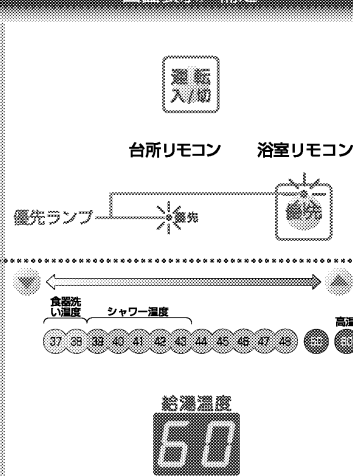 運転
入/切
台所リモコン 浴室リモコン
優先ランプ 優先 優先
食器洗
い温度 シャワー温度 高温
37 38 39 40 41 42 43 44 45 46 47 48 50 60
給湯温度
60